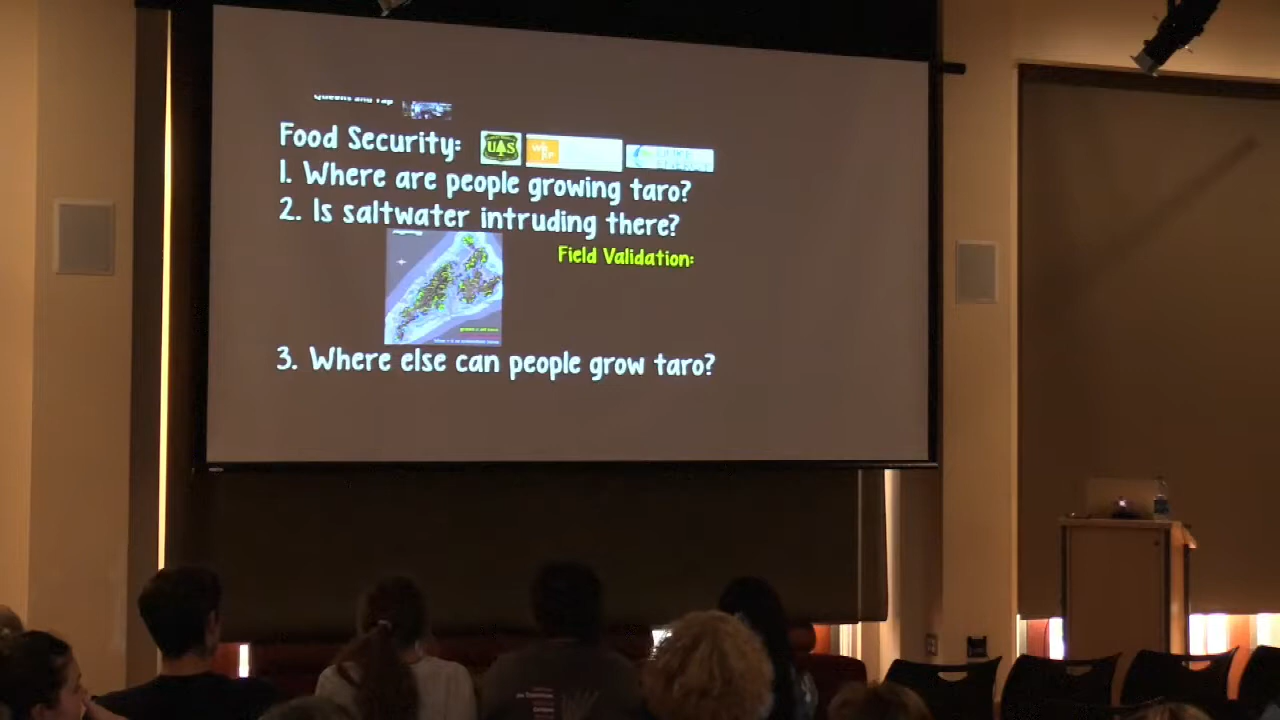 Food Security:
UAS
1. Where are people growing taro?
2. Is saltwater intruding there?
Field Validation:
3. Where else can people grow taro?